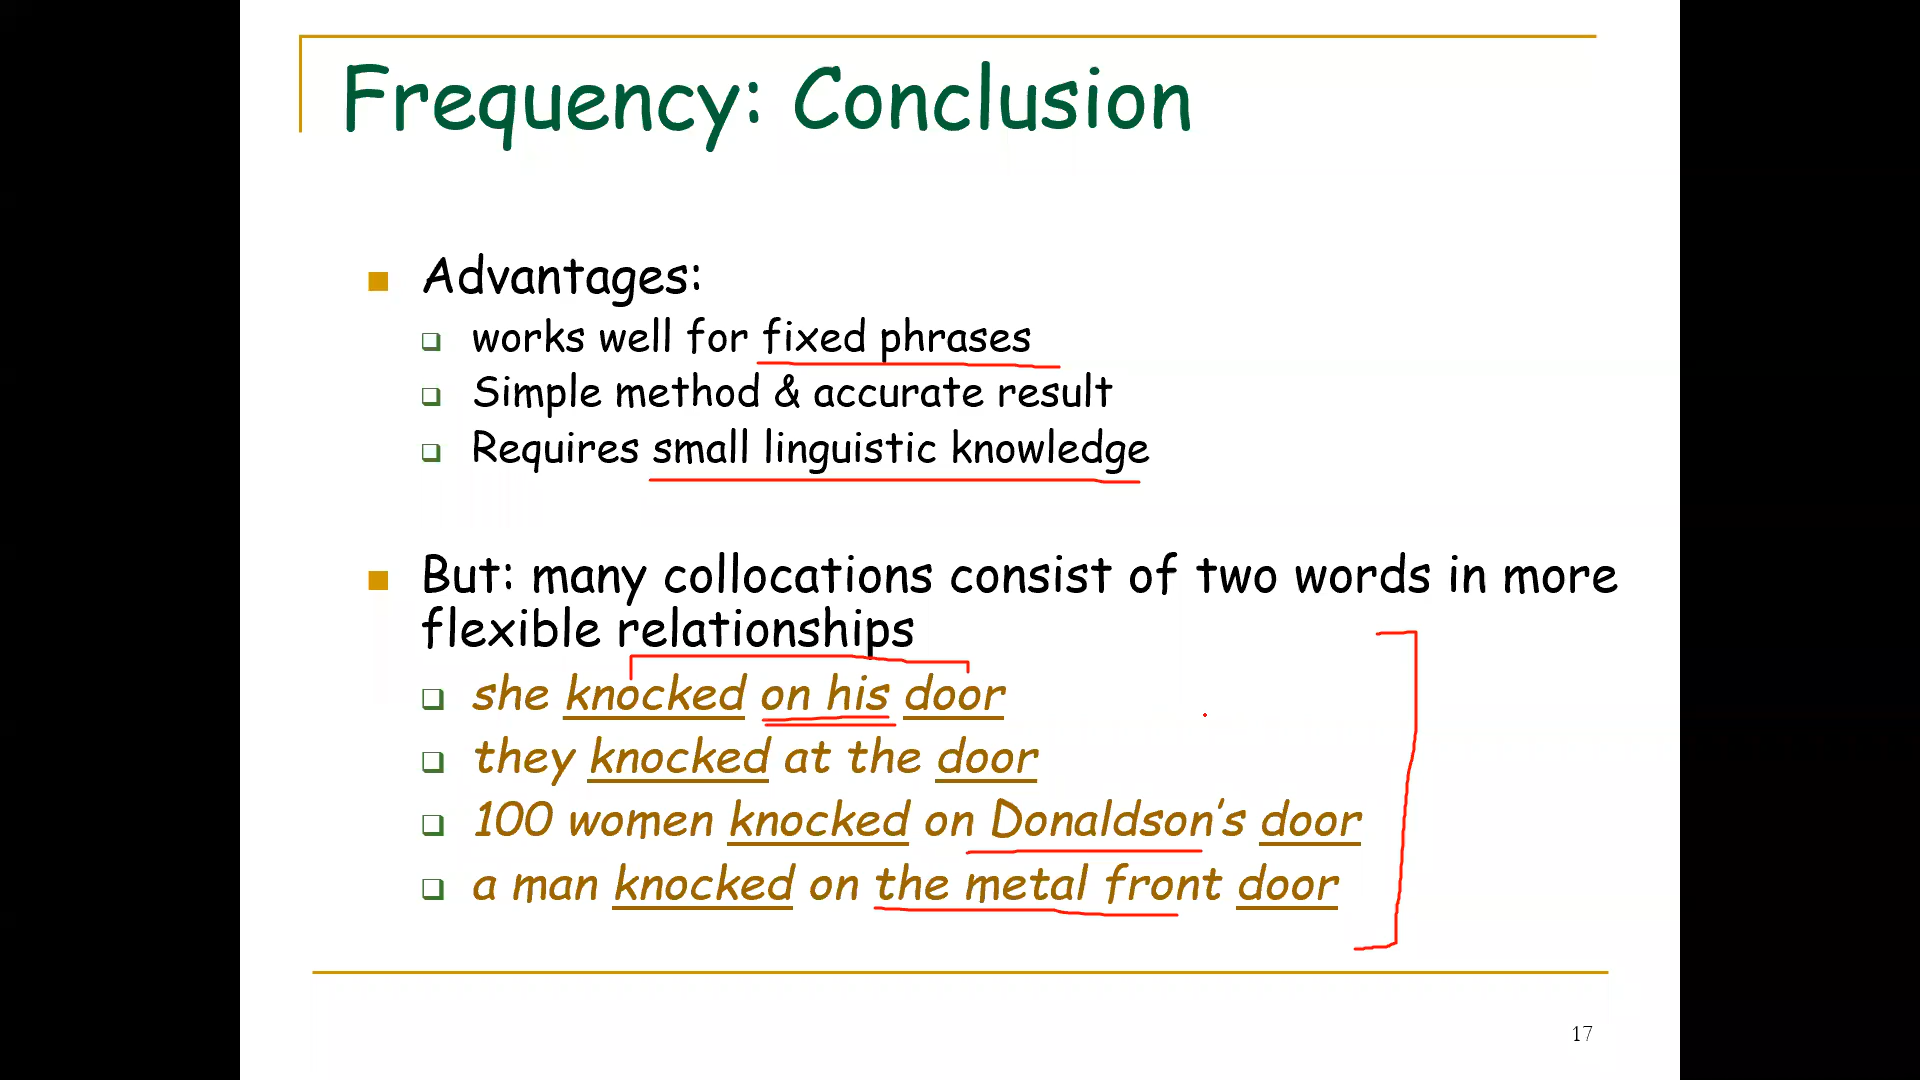 Frequency: Conclusion
Advantages:
works well for fixed phrases
Simple method & accurate result
Requires small linguistic knowledge
But: many collocations consist of two words in more
flexible relationships
she knocked on his door
they knocked at the door
100 women knocked on Donaldson's door
a man knocked on the metal front door
17